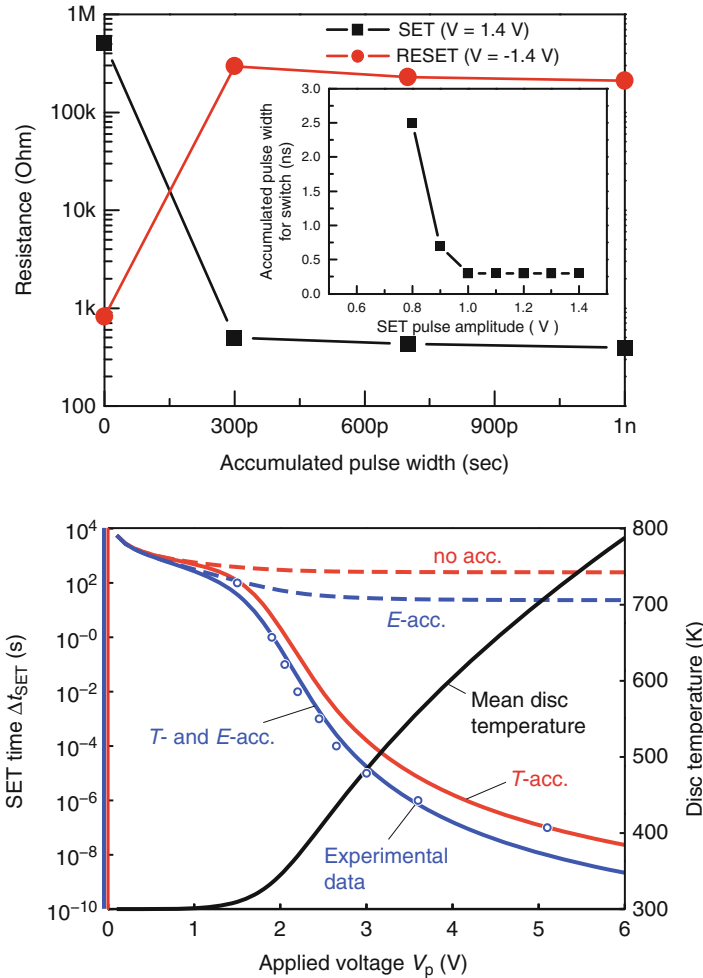 1M
100k
10k
1k
100
Resistance (Ohm)
SET (V = 1.4 V)
RESET (V = -1.4 V)
3.0
2.5
2.0
1.5
1.0
0.5
0.0
Accumulated pulse width
for switch (ns)
0.6 0.8 1.0 1.2 1.4
SET pulse amplitude ( V )
0 300p 600p 900p 1n
Accumulated pulse width (sec)
10⁴
10²
10⁻⁰
10⁻²
10⁻⁴
10⁻⁶
10⁻⁸
10⁻¹⁰
SET time Δt_SET (s)
no acc.
E-acc.
Mean disc
temperature
T- and E-acc.
T-acc.
Experimental
data
800
700
600
500
400
300
Disc temperature (K)
0 1 2 3 4 5 6
Applied voltage V_p (V)